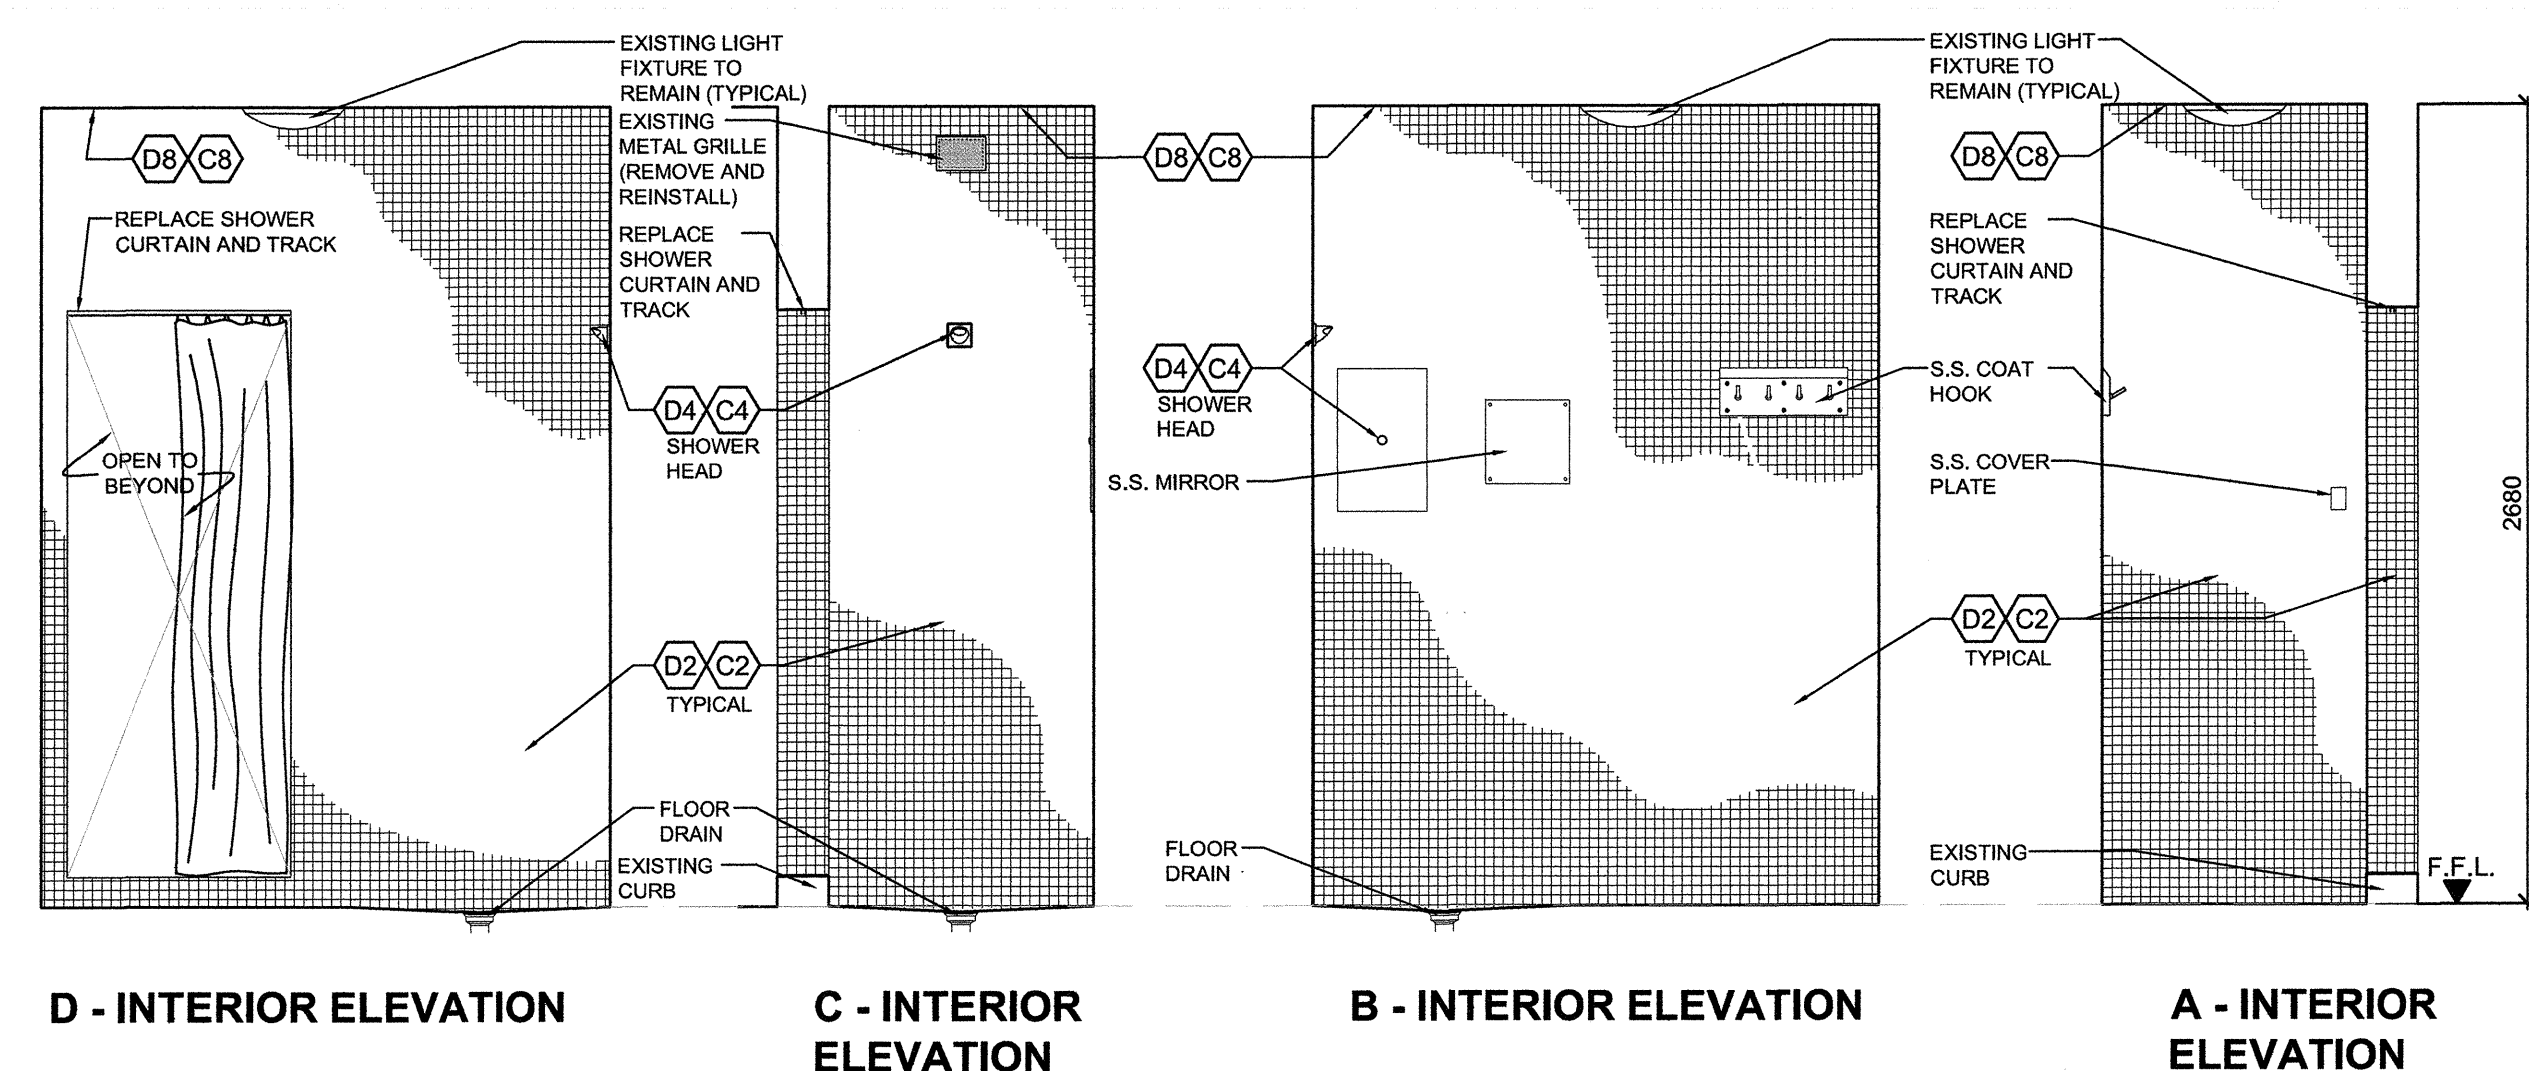 EXISTING LIGHT
FIXTURE TO
REMAIN (TYPICAL)
EXISTING
METAL GRILLE
(REMOVE AND
REINSTALL)
D8 C8
REPLACE SHOWER
CURTAIN AND TRACK
REPLACE
SHOWER
CURTAIN AND
TRACK
OPEN TO
BEYOND
D4 C4
SHOWER
HEAD
D2 C2
TYPICAL
FLOOR
DRAIN
EXISTING
CURB
D8 C8
D4 C4
SHOWER
HEAD
S.S. MIRROR
FLOOR
DRAIN
EXISTING LIGHT
FIXTURE TO
REMAIN (TYPICAL)
D8 C8
REPLACE
SHOWER
CURTAIN AND
TRACK
S.S. COAT
HOOK
S.S. COVER
PLATE
D2 C2
TYPICAL
EXISTING
CURB
2680
F.F.L.
D - INTERIOR ELEVATION
C - INTERIOR
ELEVATION
B - INTERIOR ELEVATION
A - INTERIOR
ELEVATION